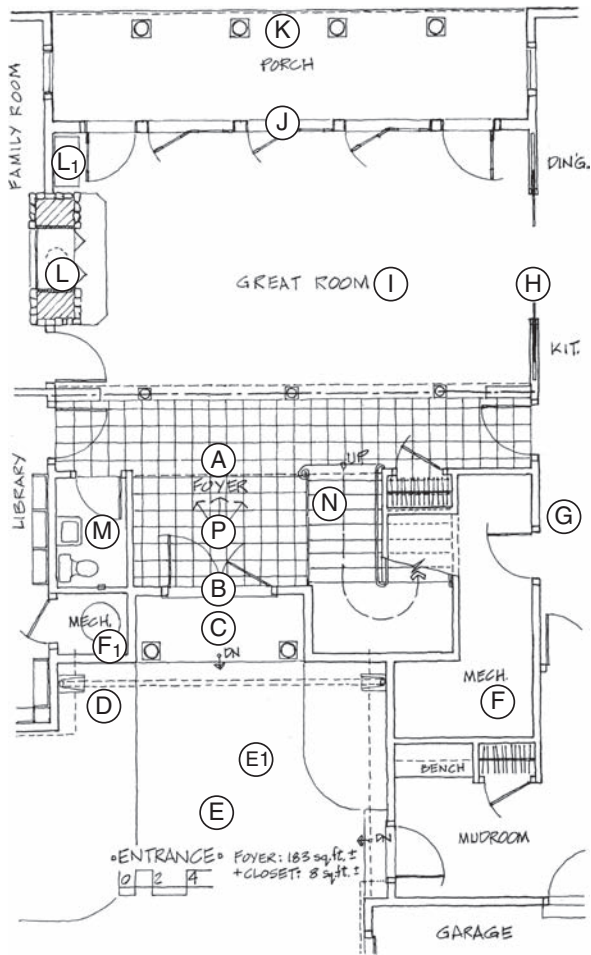 K
PORCH
J
FAMILY ROOM
L1
DIN'G.
L
GREAT ROOM I
H
KIT.
A
UP
FOYER
LIBRARY
N
P
M
G
B
C
MECH.
F1
DN
MECH.
F
D
E1
BENCH
E
DN
MUDROOM
•ENTRANCE• FOYER: 183 sq.ft. ±
+CLOSET: 8 sq.ft. ±
0 2 4
GARAGE